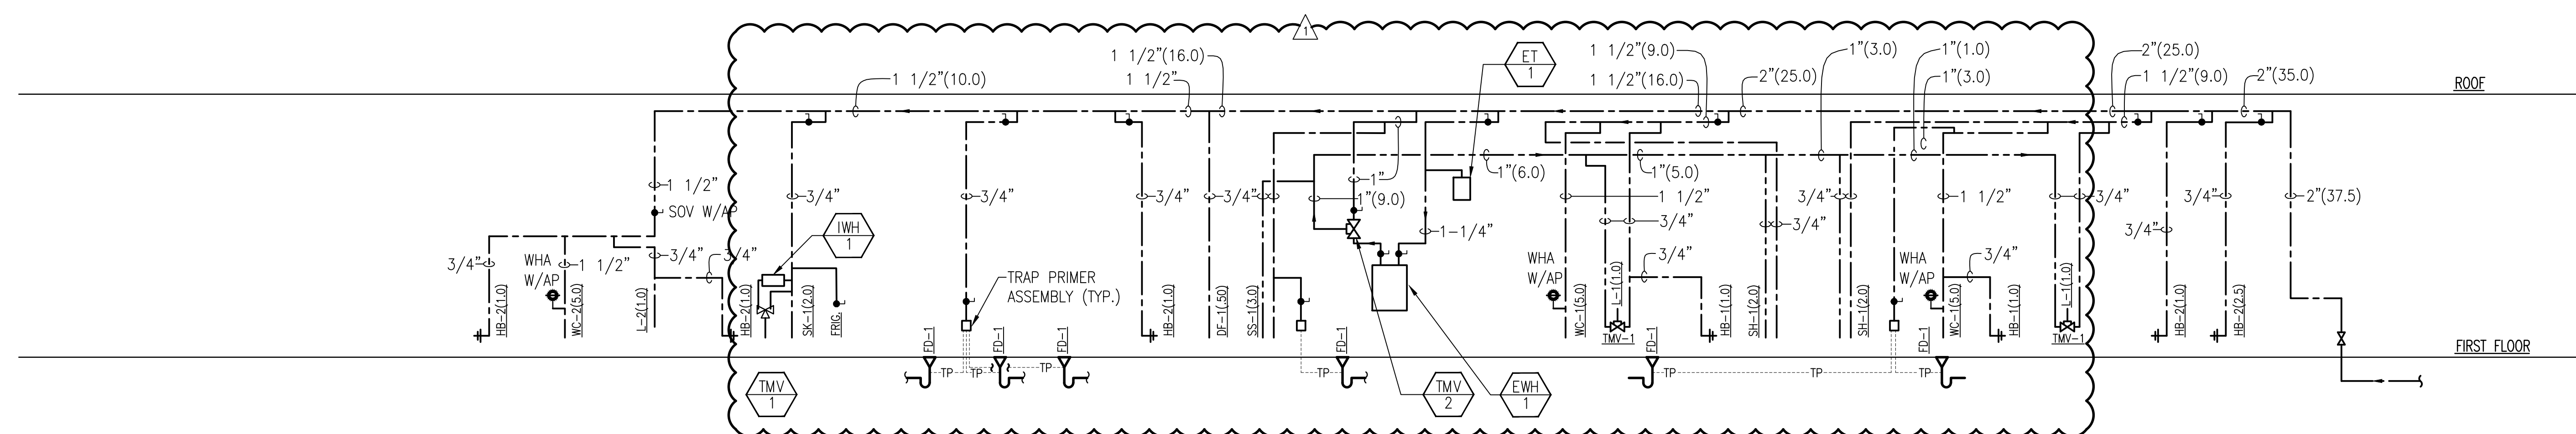 1
1 1/2"(16.0)
1 1/2"
1 1/2"(10.0)
ET
1
1 1/2"(9.0)
1 1/2"(16.0)
2"(25.0)
1"(3.0)
1"(1.0)
1"(3.0)
2"(25.0)
1 1/2"(9.0)
2"(35.0)
ROOF
1 1/2"
SOV W/AP
3/4"
3/4"
3/4"
3/4"
1"
1"(9.0)
1"(6.0)
1"(5.0)
1-1/4"
1 1/2"
3/4"
3/4"
3/4"
1 1/2"
3/4"
3/4"
3/4"
2"(37.5)
3/4"
WHA
W/AP
1 1/2"
3/4"
3/4"
IWH
1
TRAP PRIMER
ASSEMBLY (TYP.)
WHA
W/AP
3/4"
WHA
W/AP
3/4"
3/4"
HB-2(1.0)
WC-2(5.0)
L-2(1.0)
HB-2(1.0)
SK-1(2.0)
FRIG.
HB-2(1.0)
DF-1(.50)
SS-1(3.0)
WC-1(5.0)
L-1(1.0)
TMV-1
HB-1(1.0)
SH-1(2.0)
SH-1(2.0)
WC-1(5.0)
HB-1(1.0)
L-1(1.0)
TMV-1
HB-2(1.0)
HB-2(2.5)
FD-1
FD-1
FD-1
FD-1
FD-1
FD-1
FIRST FLOOR
TP
TP
TP
TP
TP
TP
TP
TP
TMV
1
TMV
2
EWH
1